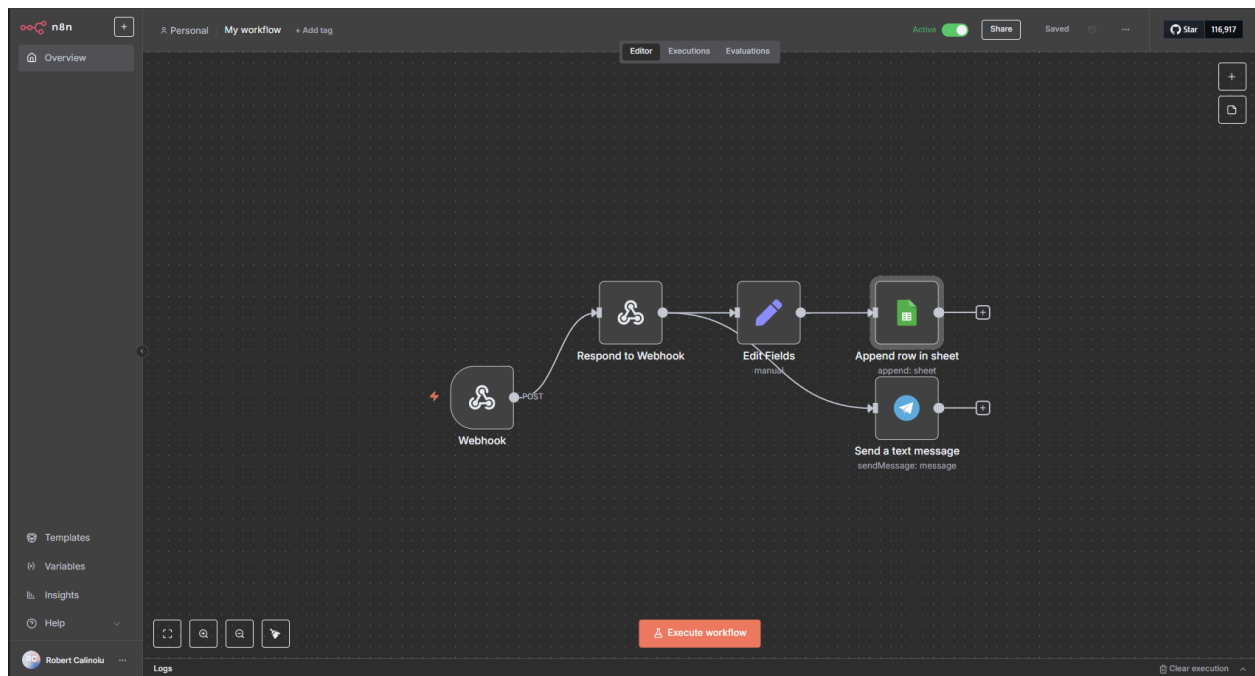 n8n
+
Personal / My workflow + Add tag
Active
Share
Saved
...
Star 116,917
Overview
Editor Executions Evaluations
+
Respond to Webhook
Edit Fields
manual
Append row in sheet
append: sheet
+
POST
Webhook
Send a text message
sendMessage: message
+
Templates
Variables
Insights
Help
Execute workflow
RC
Robert Calinoiu
...
Logs
Clear execution